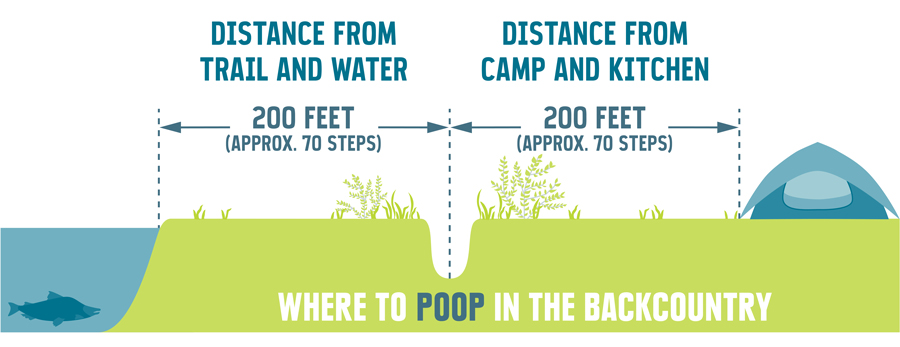 DISTANCE FROM
TRAIL AND WATER
200 FEET
(APPROX. 70 STEPS)
DISTANCE FROM
CAMP AND KITCHEN
200 FEET
(APPROX. 70 STEPS)
WHERE TO POOP IN THE BACKCOUNTRY